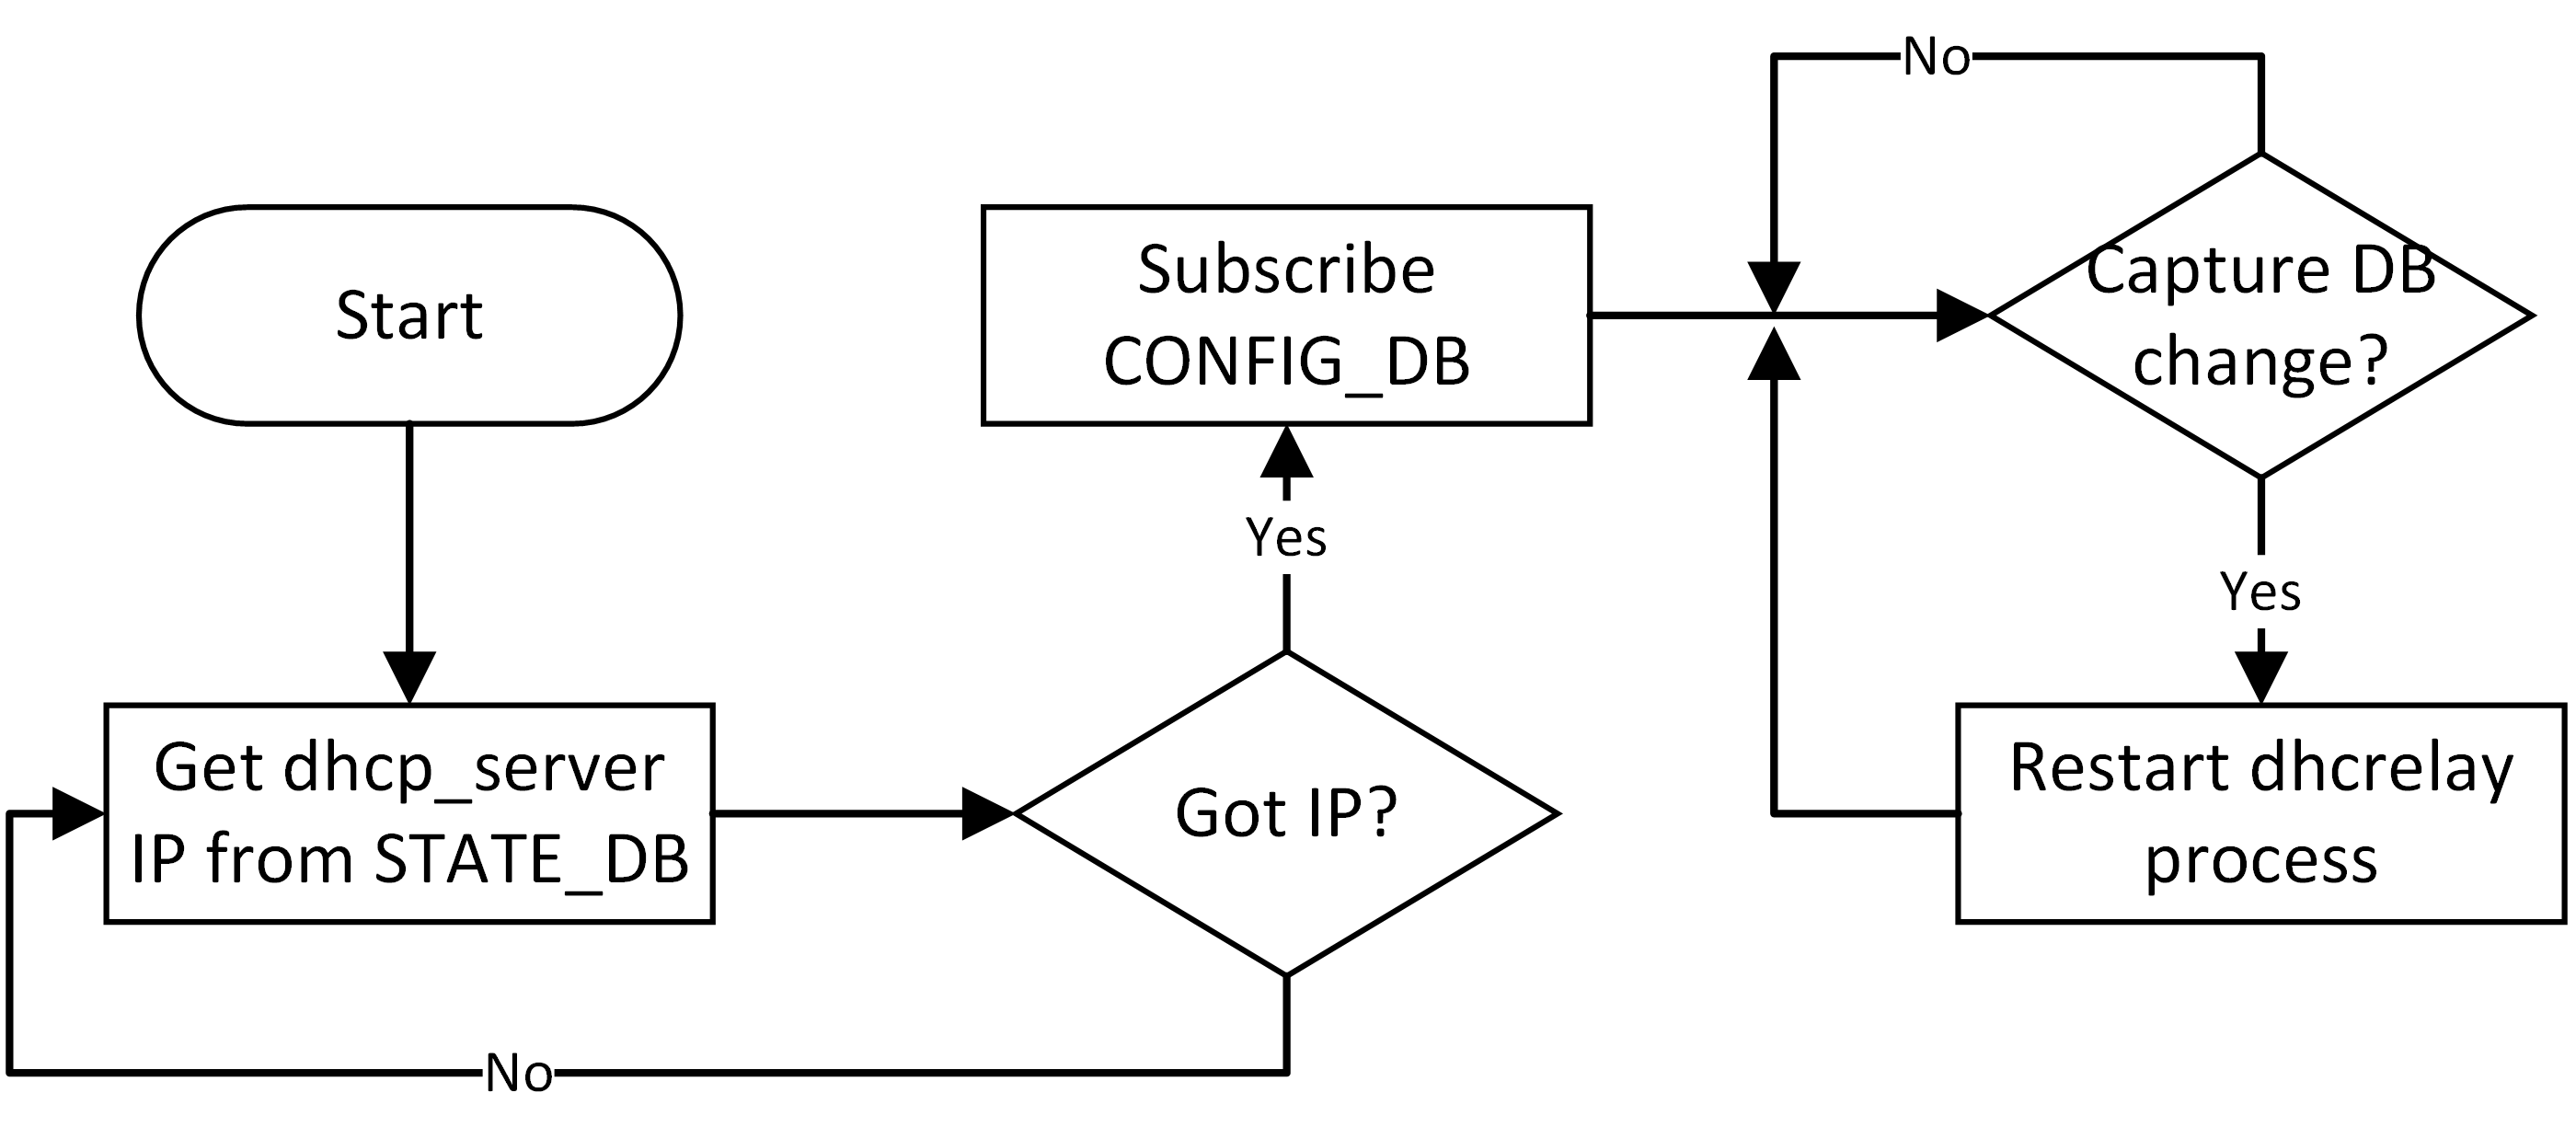 Start
Get dhcp_server
IP from STATE_DB
Got IP?
No
Yes
Subscribe
CONFIG_DB
Capture DB
change?
No
Yes
Restart dhcrelay
process